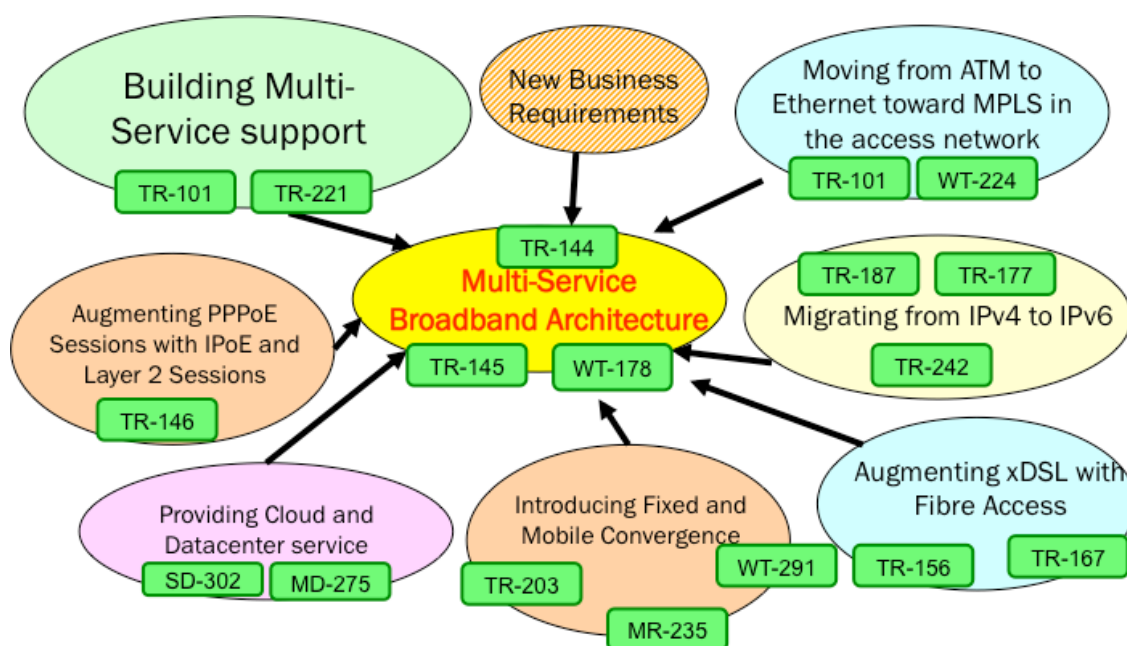 Building Multi-
Service support
TR-101
TR-221
New Business
Requirements
Moving from ATM to
Ethernet toward MPLS in
the access network
TR-101
WT-224
TR-144
Multi-Service
Broadband Architecture
TR-145
WT-178
TR-187
TR-177
Migrating from IPv4 to IPv6
TR-242
Augmenting PPPoE
Sessions with IPoE and
Layer 2 Sessions
TR-146
Providing Cloud and
Datacenter service
SD-302
MD-275
Introducing Fixed and
Mobile Convergence
TR-203
WT-291
MR-235
Augmenting xDSL with
Fibre Access
TR-156
TR-167